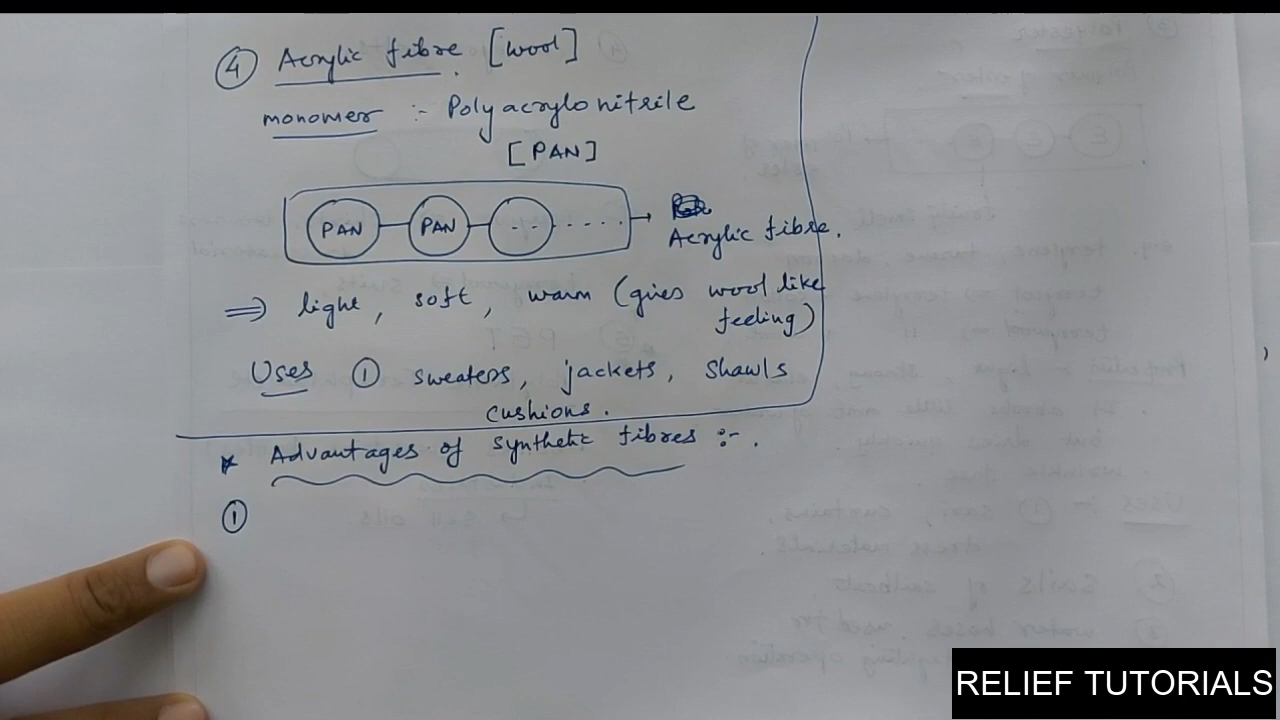 ④ Acrylic fibre [wool]
monomer :- Polyacrylonitrile
[PAN]
PAN PAN ..... → Acrylic fibre.
⇒ light, soft, warm (gives wool like
feeling)
Uses ① sweaters, jackets, shawls
cushions.
* Advantages of synthetic fibres :- .
①
RELIEF TUTORIALS